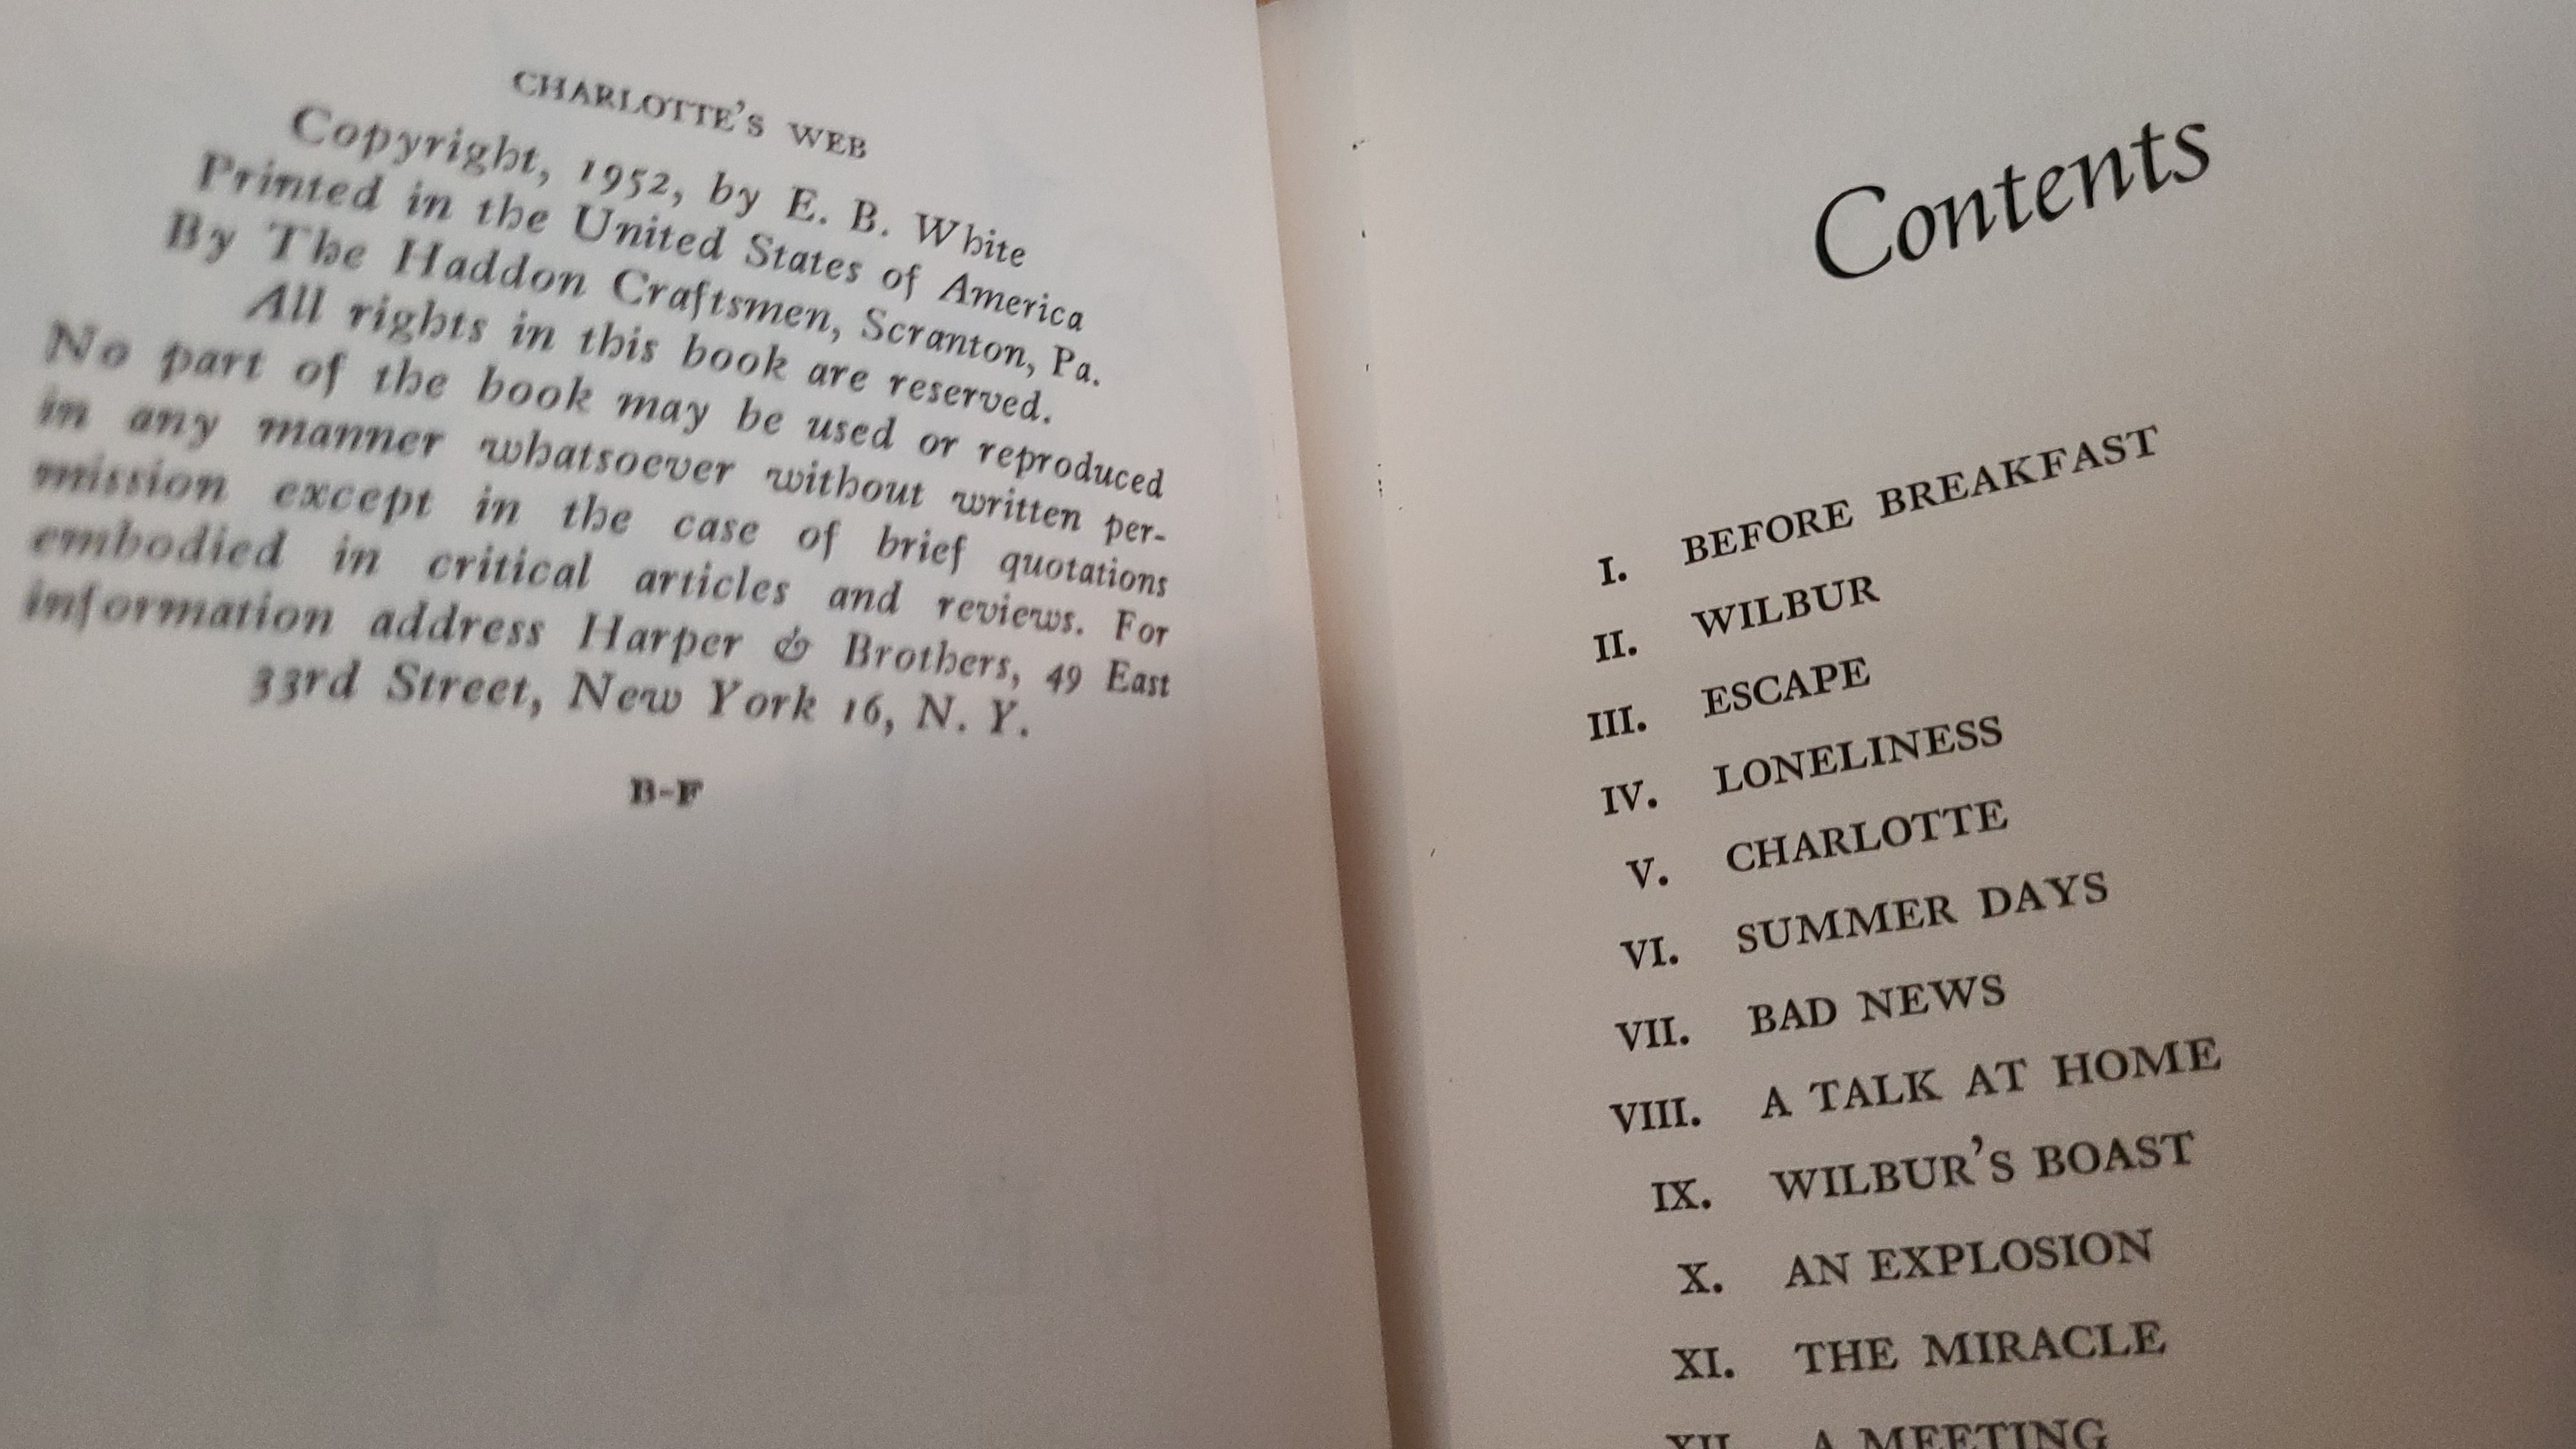 CHARLOTTE'S WEB
Copyright, 1952, by E. B. White
Printed in the United States of America
By The Haddon Craftsmen, Scranton, Pa.
All rights in this book are reserved.
No part of the book may be used or reproduced
in any manner whatsoever without written per-
mission except in the case of brief quotations
embodied in critical articles and reviews. For
information address Harper & Brothers, 49 East
33rd Street, New York 16, N. Y.
B-F
Contents
I. BEFORE BREAKFAST
II. WILBUR
III. ESCAPE
IV. LONELINESS
V. CHARLOTTE
VI. SUMMER DAYS
VII. BAD NEWS
VIII. A TALK AT HOME
IX. WILBUR'S BOAST
X. AN EXPLOSION
XI. THE MIRACLE
XII. A MEETING